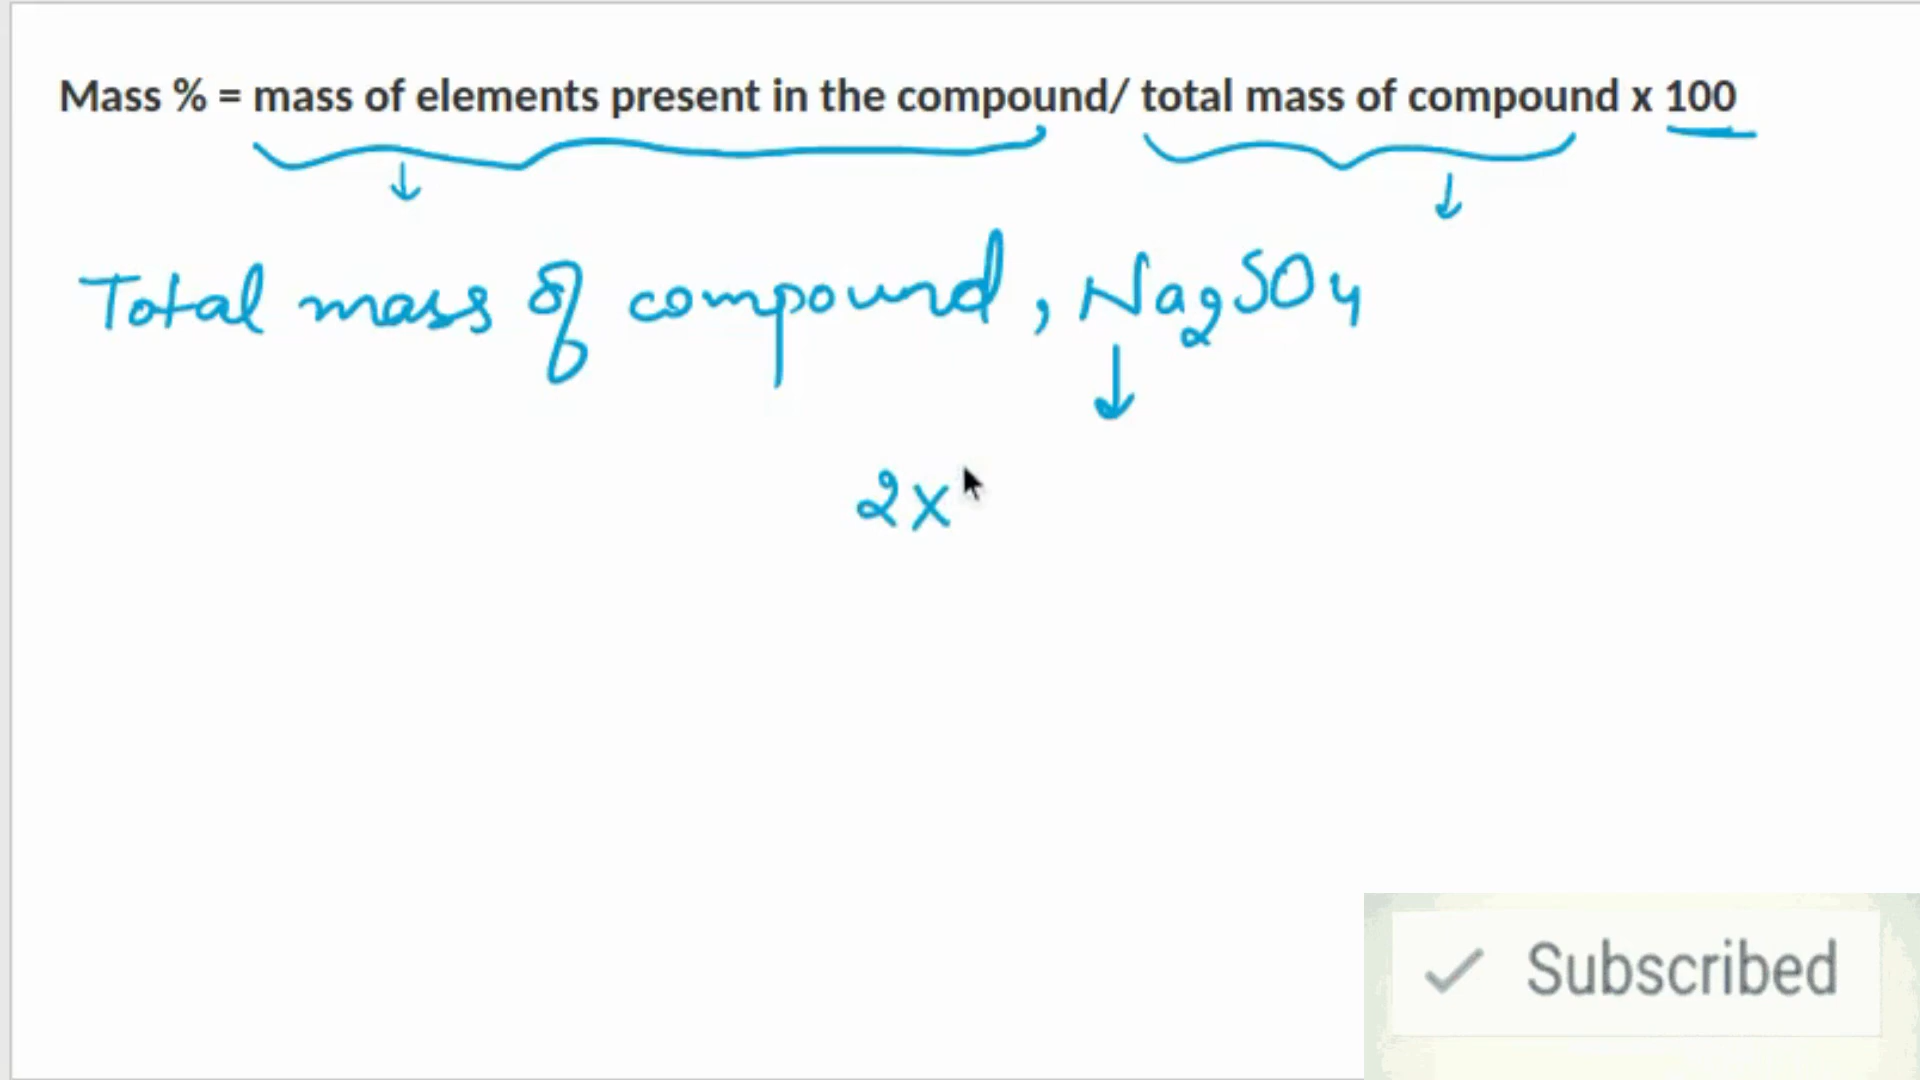 Mass % = mass of elements present in the compound/ total mass of compound x 100
Total mass of compound, Na2SO4
2x
Subscribed